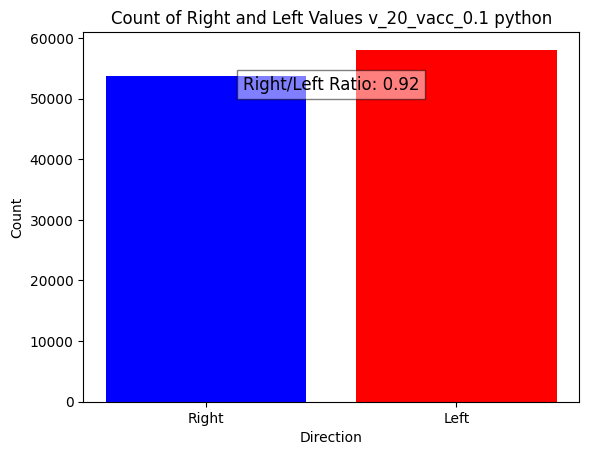 Count of Right and Left Values v_20_vacc_0.1 python
60000
Right/Left Ratio: 0.92
50000
40000
Count
30000
20000
10000
0
Right Left
Direction